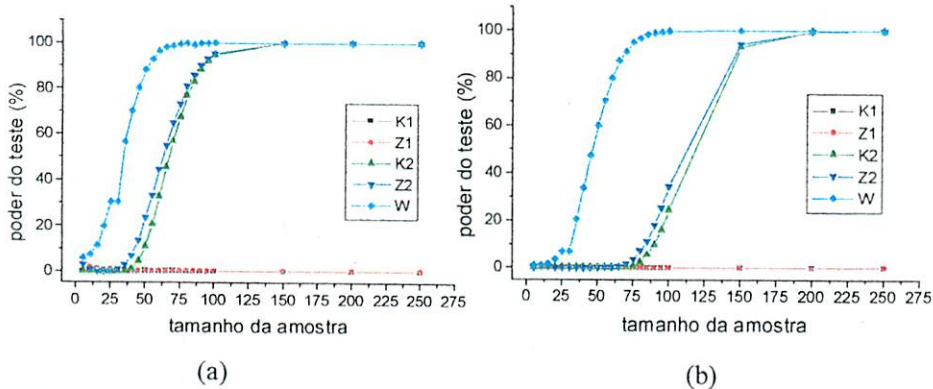 poder do teste (%)
100
80
60
40
20
0
K1
Z1
K2
Z2
W
0 25 50 75 100 125 150 175 200 225 250 275
tamanho da amostra
(a)
poder do teste (%)
100
80
60
40
20
0
K1
Z1
K2
Z2
W
0 25 50 75 100 125 150 175 200 225 250 275
tamanho da amostra
(b)